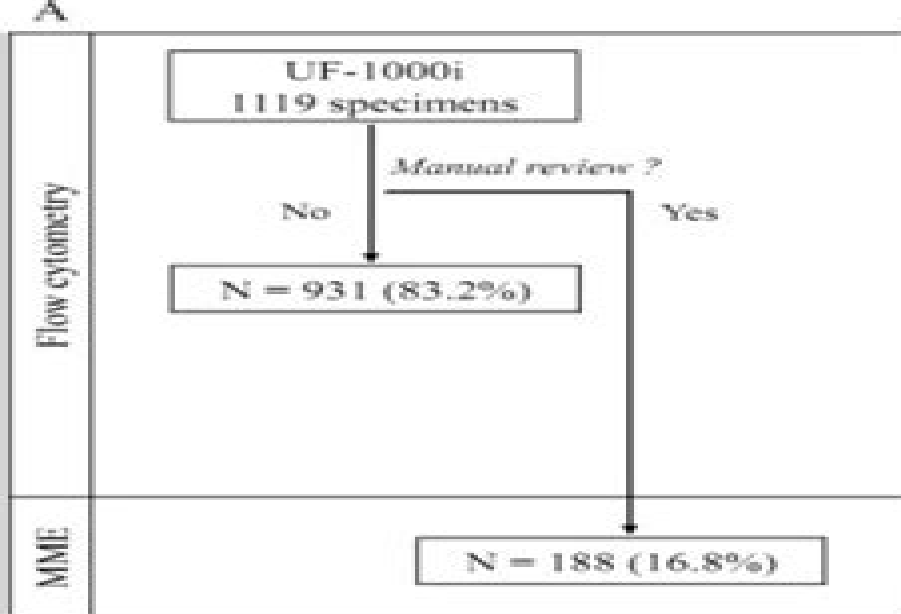 A
UF-1000i
1119 specimens
Manual review ?
No
Yes
N = 931 (83.2%)
Flow cytometry
N = 188 (16.8%)
MME